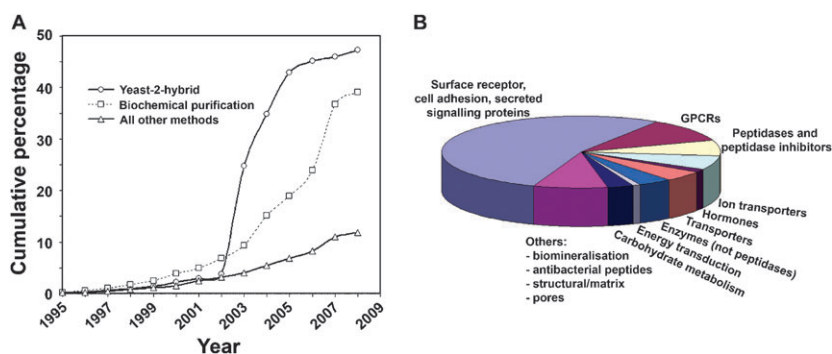 A
50
40
30
20
10
0
Cumulative percentage
Yeast-2-hybrid
Biochemical purification
All other methods
1995
1997
1999
2001
2003
2005
2007
2009
Year
B
Surface receptor,
cell adhesion, secreted
signalling proteins
GPCRs
Peptidases and
peptidase inhibitors
Ion transporters
Hormones
Transporters
Enzymes (not peptidases)
Energy transduction
Carbohydrate metabolism
Others:
- biomineralisation
- antibacterial peptides
- structural/matrix
- pores